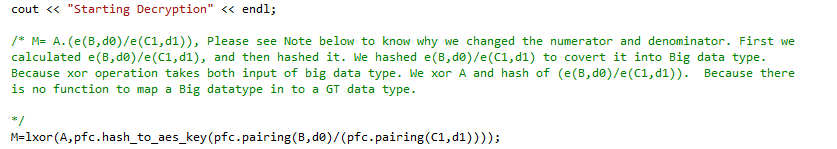 cout << "Starting Decryption" << endl;
/* M= A.(e(B,d0)/e(C1,d1)), Please see Note below to know why we changed the numerator and denominator. First we
calculated e(B,d0)/e(C1,d1), and then hashed it. We hashed e(B,d0)/e(C1,d1) to covert it into Big data type.
Because xor operation takes both input of big data type. We xor A and hash of (e(B,d0)/e(C1,d1)).  Because there
is no function to map a Big datatype in to a GT data type.
*/
M=lxor(A,pfc.hash_to_aes_key(pfc.pairing(B,d0)/(pfc.pairing(C1,d1))));